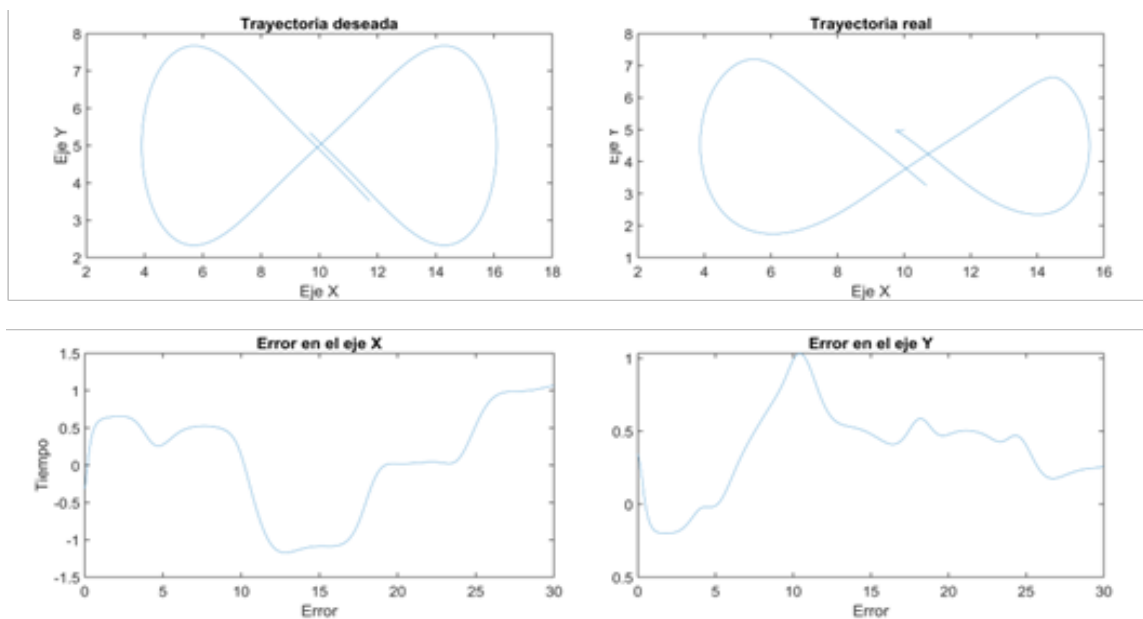 Trayectoria deseada
8
7
6
5
4
3
2
Eje Y
2 4 6 8 10 12 14 16 18
Eje X
Trayectoria real
8
7
6
5
4
3
2
1
Eje
2 4 6 8 10 12 14 16
Eje X
Error en el eje X
1.5
1
0.5
0
-0.5
-1
-1.5
Tiempo
0 5 10 15 20 25 30
Error
Error en el eje Y
1
0.5
0
0.5
0 5 10 15 20 25 30
Error